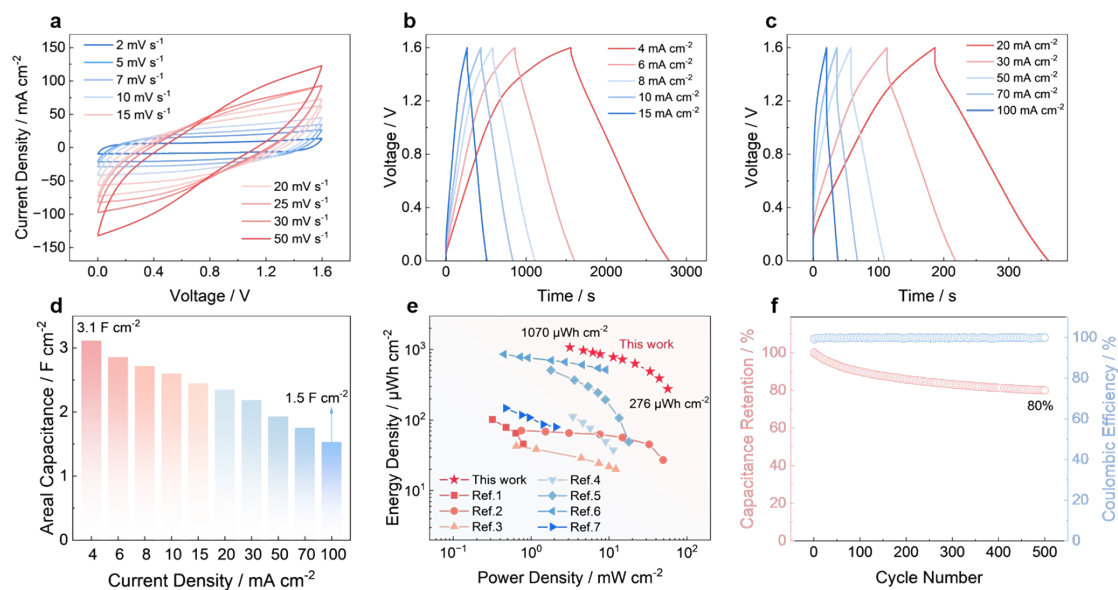 a
2 mV s⁻¹
5 mV s⁻¹
7 mV s⁻¹
10 mV s⁻¹
15 mV s⁻¹
20 mV s⁻¹
25 mV s⁻¹
30 mV s⁻¹
50 mV s⁻¹
Current Density / mA cm⁻²
150
100
50
0
−50
−100
−150
0.0 0.4 0.8 1.2 1.6
Voltage / V
b
4 mA cm⁻²
6 mA cm⁻²
8 mA cm⁻²
10 mA cm⁻²
15 mA cm⁻²
Voltage / V
1.6
1.2
0.8
0.4
0.0
0 1000 2000 3000
Time / s
c
20 mA cm⁻²
30 mA cm⁻²
50 mA cm⁻²
70 mA cm⁻²
100 mA cm⁻²
Voltage / V
1.6
1.2
0.8
0.4
0.0
0 100 200 300
Time / s
d
3.1 F cm⁻²
1.5 F cm⁻²
Areal Capacitance / F cm⁻²
3
2
1
0
4 6 8 10 15 20 30 50 70 100
Current Density / mA cm⁻²
e
1070 µWh cm⁻²
This work
276 µWh cm⁻²
This work
Ref.1
Ref.2
Ref.3
Ref.4
Ref.5
Ref.6
Ref.7
Energy Density / µWh cm⁻²
10³
10²
10¹
10⁻¹ 10⁰ 10¹ 10²
Power Density / mW cm⁻²
f
80%
Capacitance Retention / %
100
80
60
40
20
0
Coulombic Efficiency / %
100
80
60
40
20
0
0 100 200 300 400 500
Cycle Number